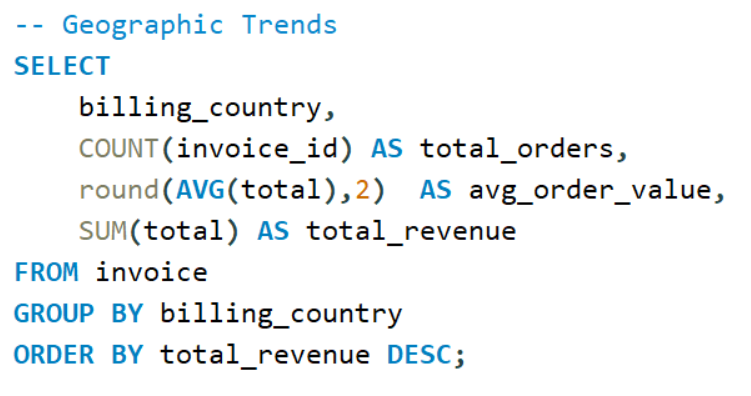 -- Geographic Trends
SELECT
    billing_country,
    COUNT(invoice_id) AS total_orders,
    round(AVG(total),2)  AS avg_order_value,
    SUM(total) AS total_revenue
FROM invoice
GROUP BY billing_country
ORDER BY total_revenue DESC;